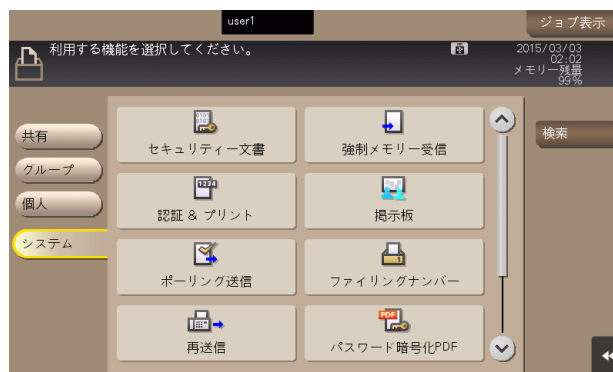 user1
ジョブ表示
利用する機能を選択してください。
2015/03/03
02:02
メモリー残量
99%
共有
グループ
個人
システム
セキュリティー文書
強制メモリー受信
認証 & プリント
掲示板
ポーリング送信
ファイリングナンバー
再送信
パスワード暗号化PDF
検索